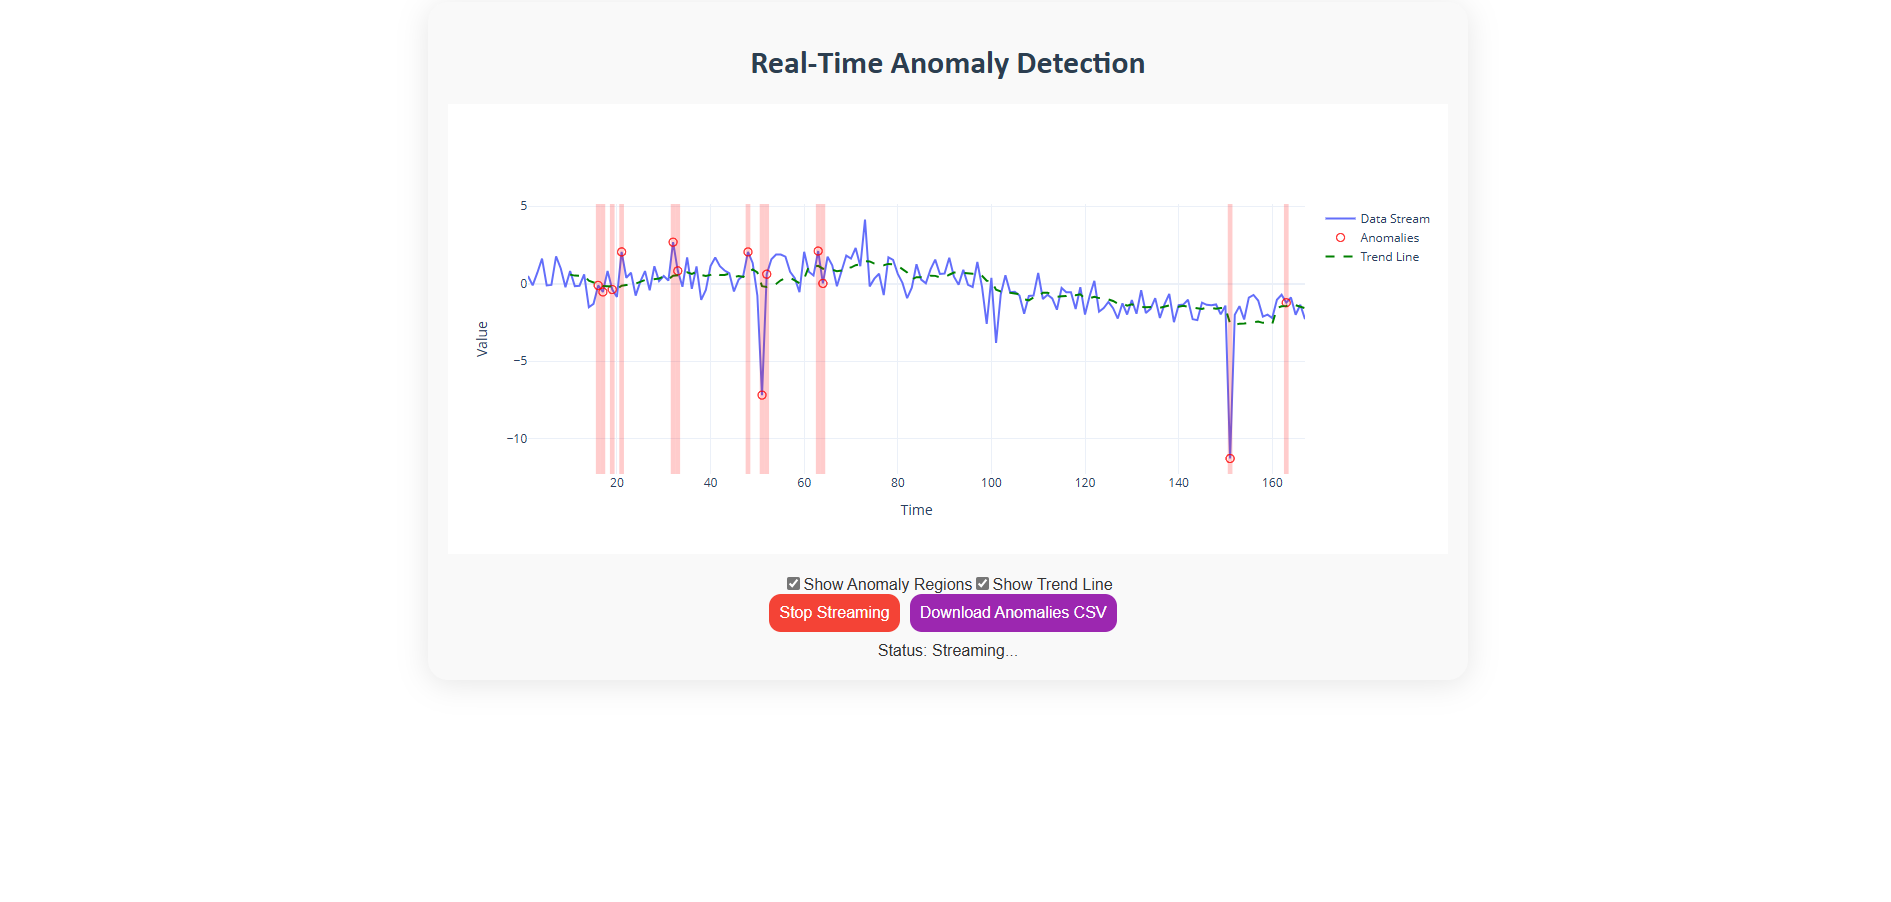 Real-Time Anomaly Detection
5
0
−5
−10
Value
20 40 60 80 100 120 140 160
Time
Data Stream
Anomalies
Trend Line
Show Anomaly Regions Show Trend Line
Stop Streaming Download Anomalies CSV
Status: Streaming...